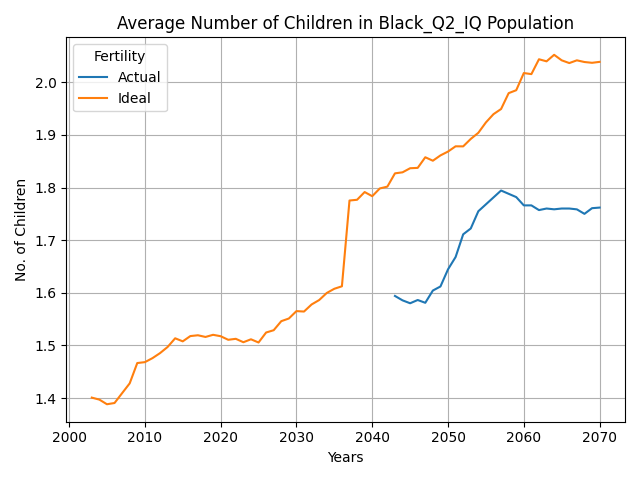 Average Number of Children in Black_Q2_IQ Population
Fertility
Actual
Ideal
No. of Children
2.0
1.9
1.8
1.7
1.6
1.5
1.4
2000 2010 2020 2030 2040 2050 2060 2070
Years